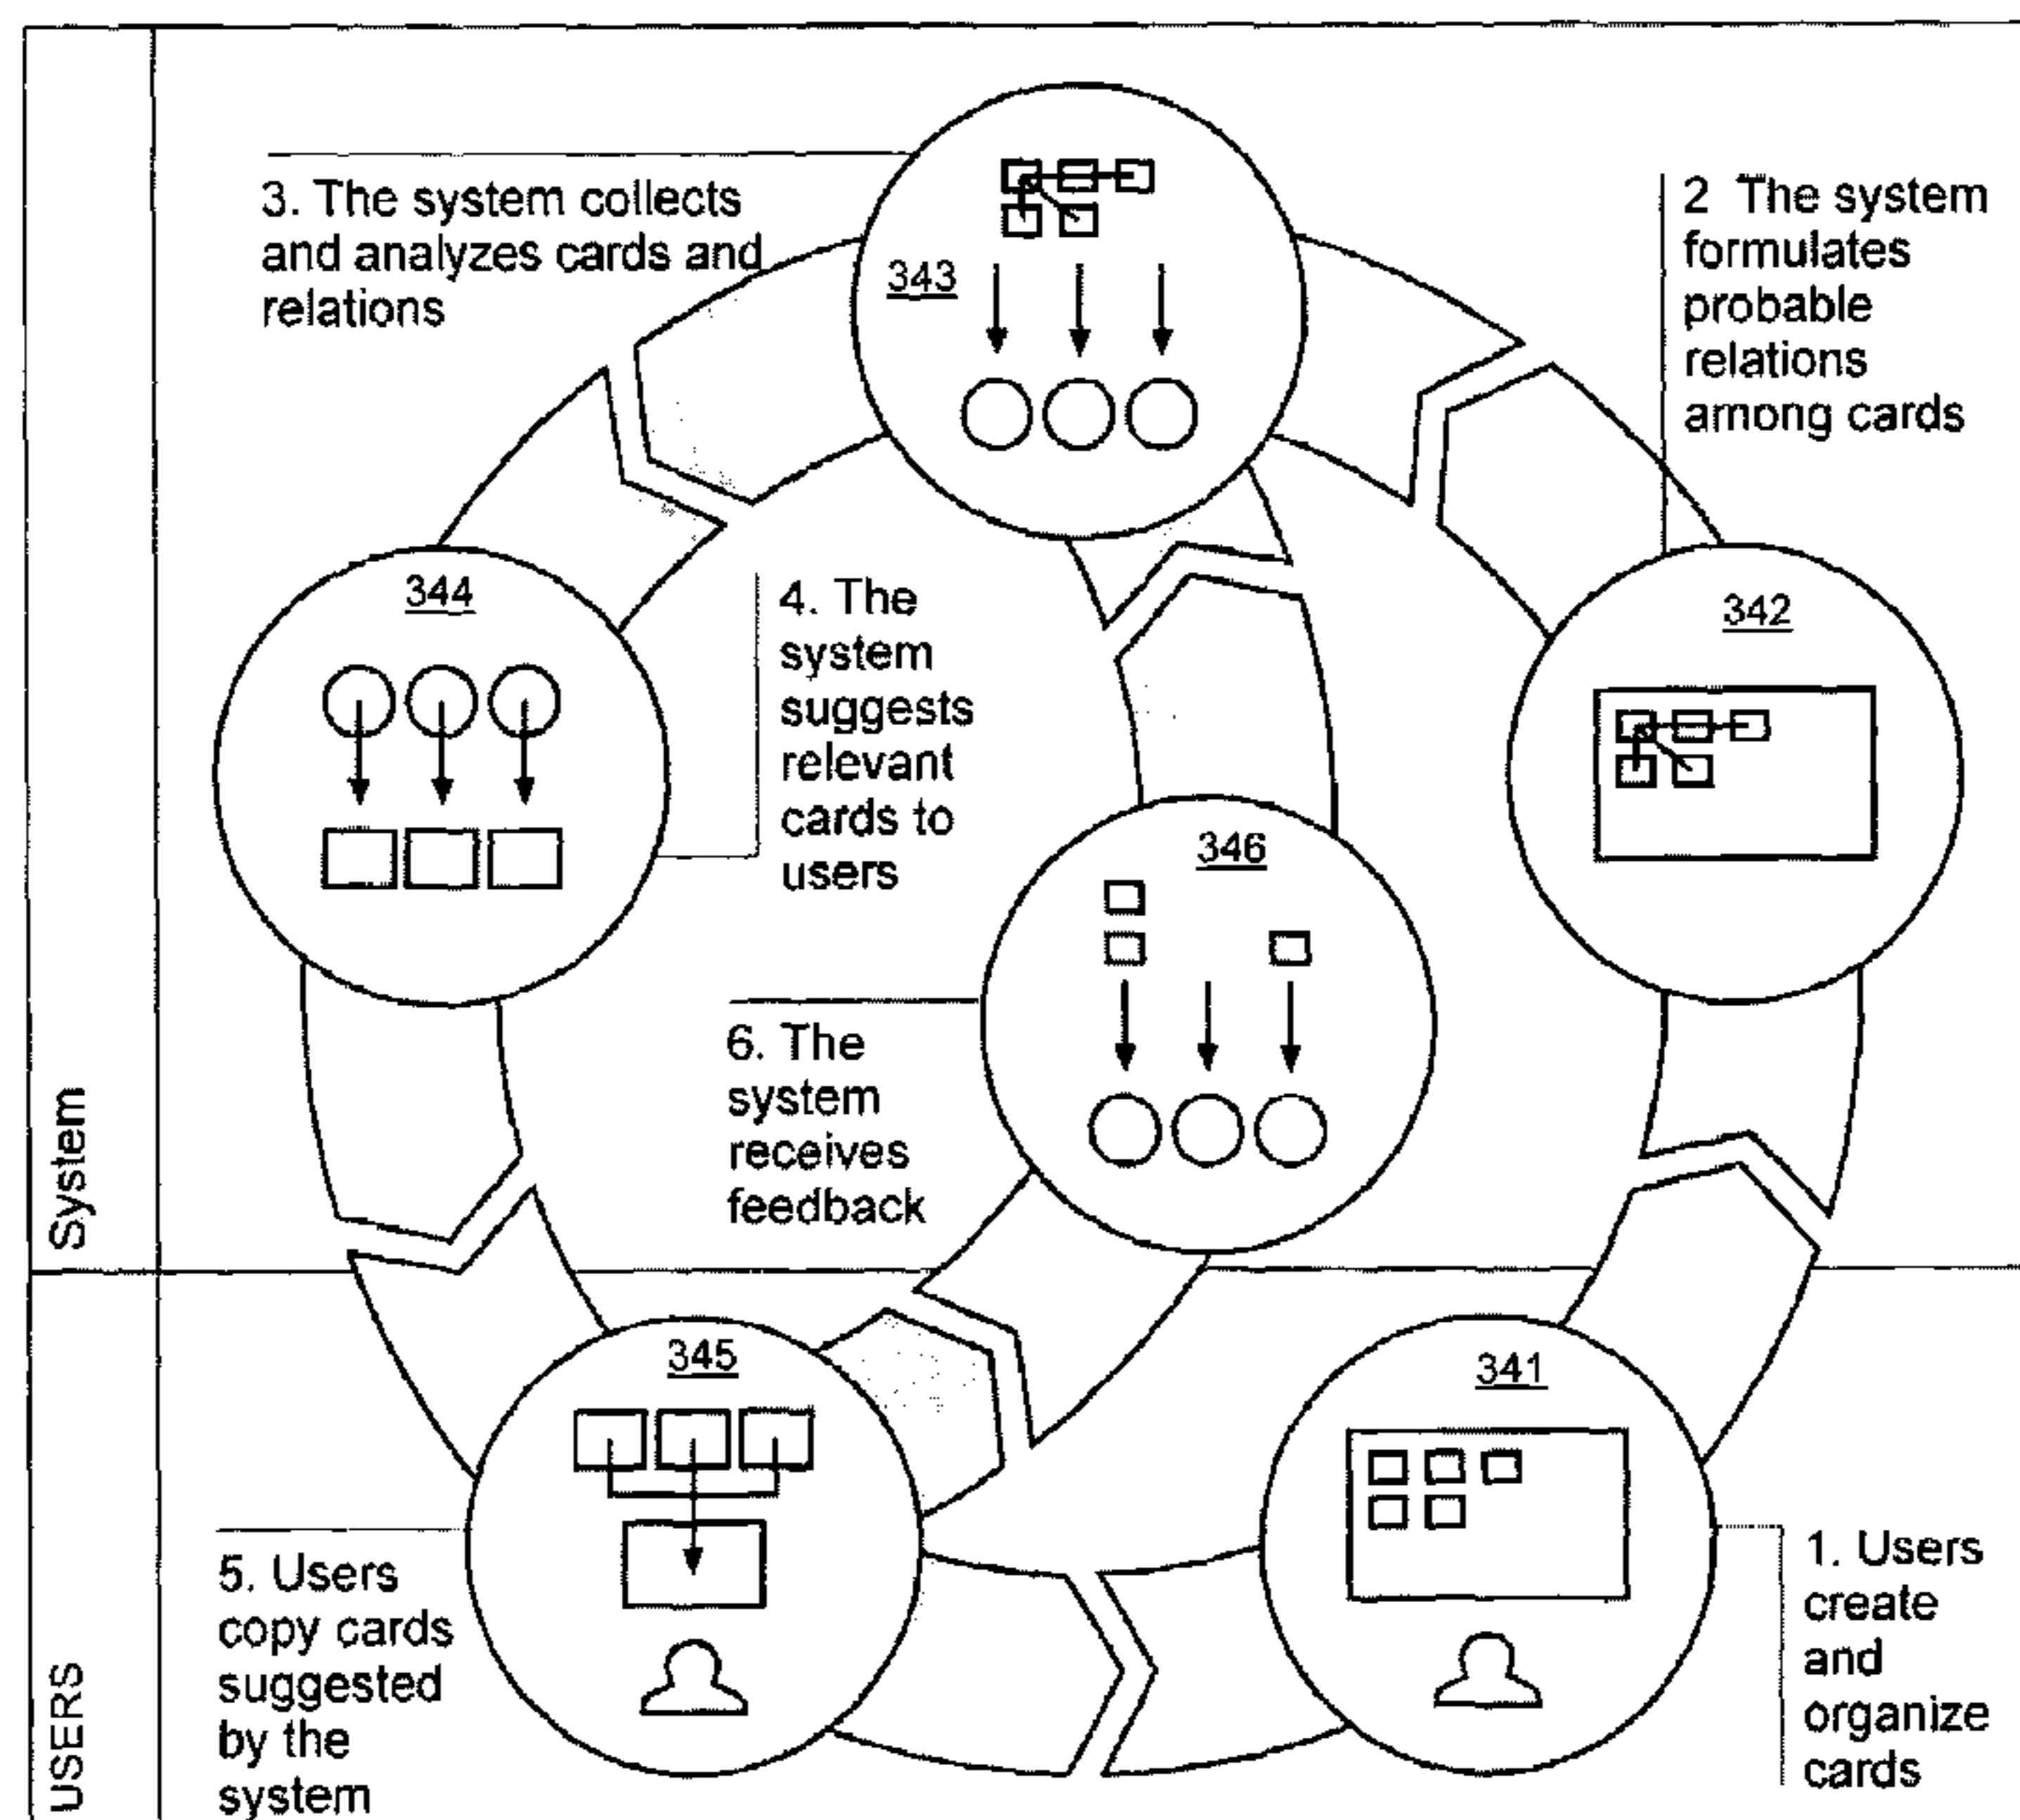 3. The system collects
and analyzes cards and
relations
343
2 The system
formulates
probable
relations
among cards
344
4. The
system
suggests
relevant
cards to
users
342
346
6. The
system
receives
feedback
System
345
341
5. Users
copy cards
suggested
by the
system
1. Users
create
and
organize
cards
USERS